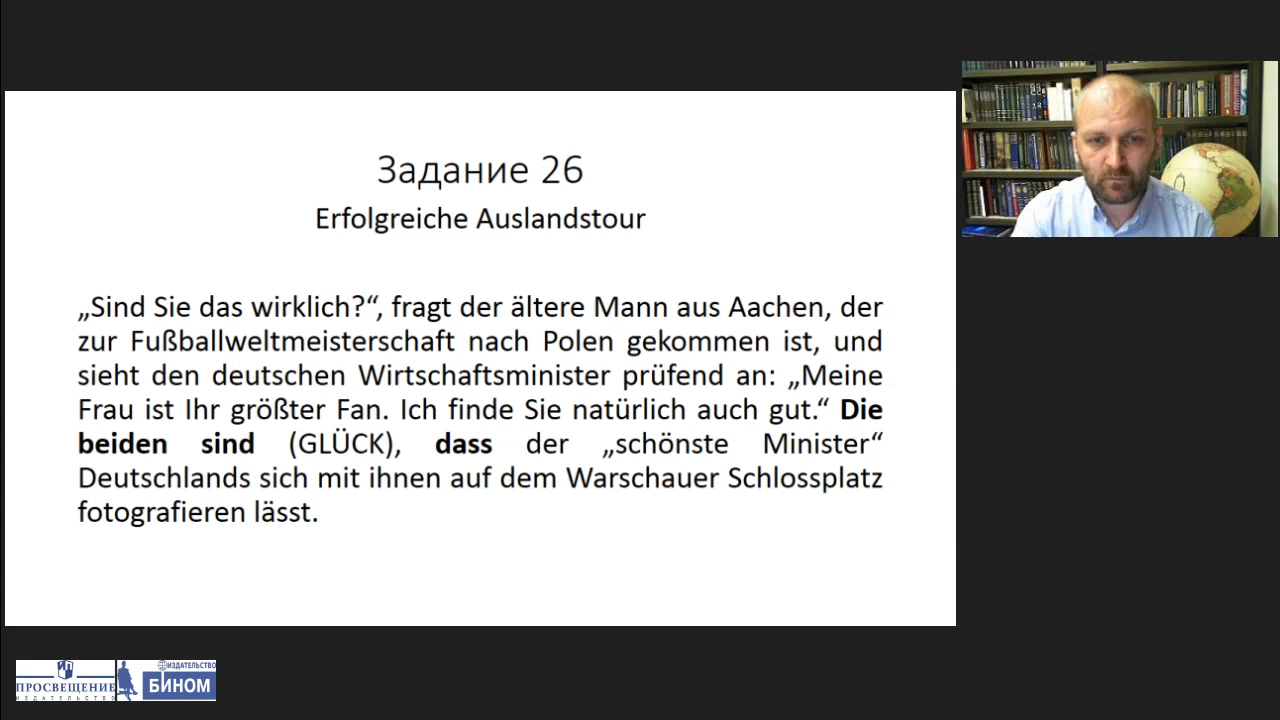 Задание 26
Erfolgreiche Auslandstour
„Sind Sie das wirklich?“, fragt der ältere Mann aus Aachen, der
zur Fußballweltmeisterschaft nach Polen gekommen ist, und
sieht den deutschen Wirtschaftsminister prüfend an: „Meine
Frau ist Ihr größter Fan. Ich finde Sie natürlich auch gut.“ Die
beiden sind (GLÜCK), dass der „schönste Minister“
Deutschlands sich mit ihnen auf dem Warschauer Schlossplatz
fotografieren lässt.
ПРОСВЕЩЕНИЕ
ИЗДАТЕЛЬСТВО
ИЗДАТЕЛЬСТВО
БИНОМ